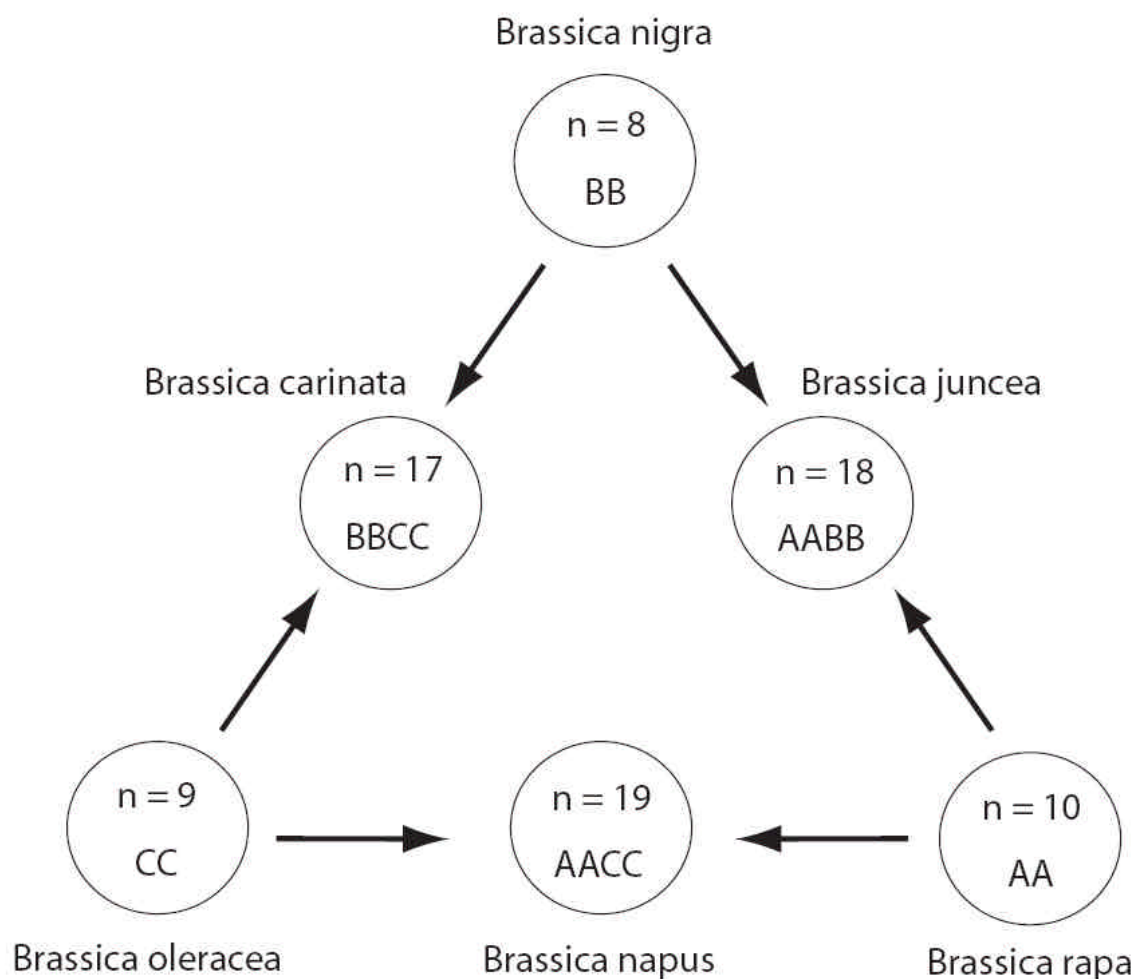 Brassica nigra
n = 8
BB
Brassica carinata
Brassica juncea
n = 17
BBCC
n = 18
AABB
n = 9
CC
n = 19
AACC
n = 10
AA
Brassica oleracea
Brassica napus
Brassica rapa